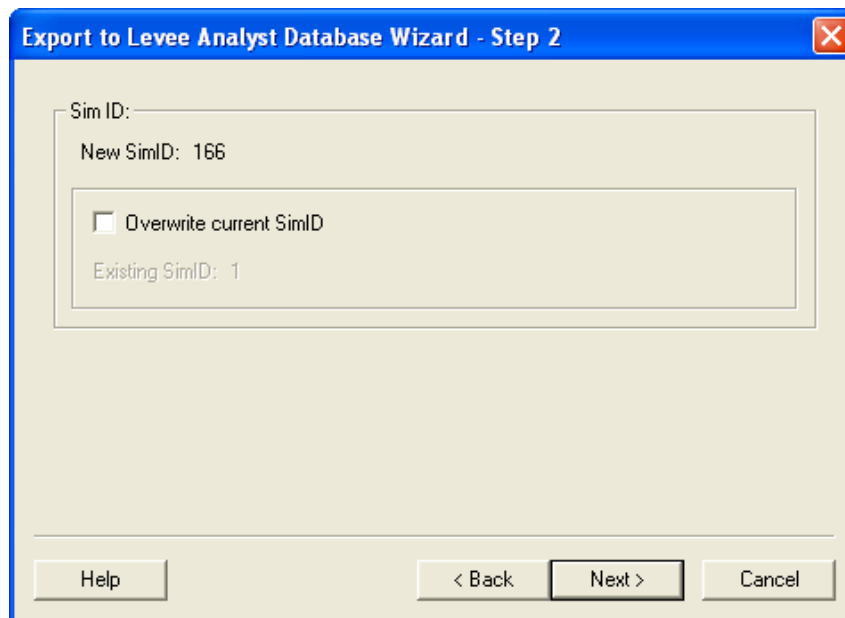 Export to Levee Analyst Database Wizard - Step 2
Sim ID:
New SimID: 166
Overwrite current SimID
Existing SimID: 1
Help < Back Next > Cancel